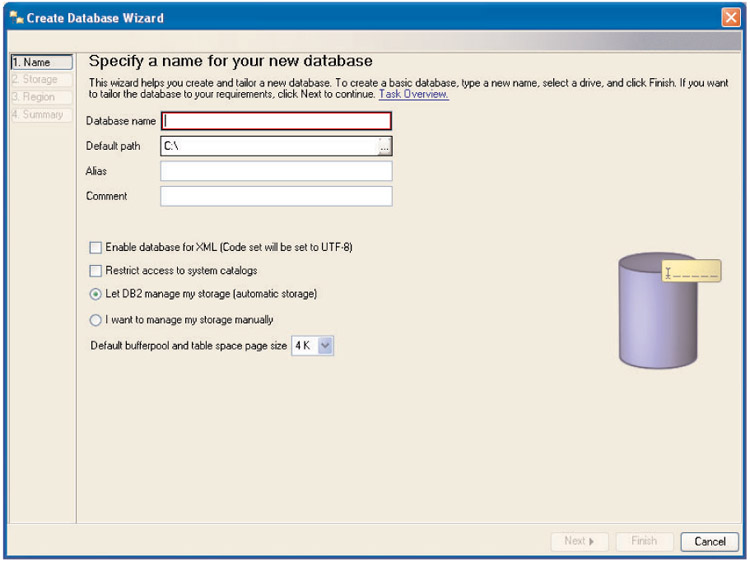 Create Database Wizard
1. Name
2. Storage
3. Region
4. Summary
Specify a name for your new database
This wizard helps you create and tailor a new database. To create a basic database, type a new name, select a drive, and click Finish. If you want
to tailor the database to your requirements, click Next to continue. Task Overview.
Database name
Default path C:\ ...
Alias
Comment
Enable database for XML (Code set will be set to UTF-8)
Restrict access to system catalogs
Let DB2 manage my storage (automatic storage)
I want to manage my storage manually
Default bufferpool and table space page size 4 K
Next Finish Cancel